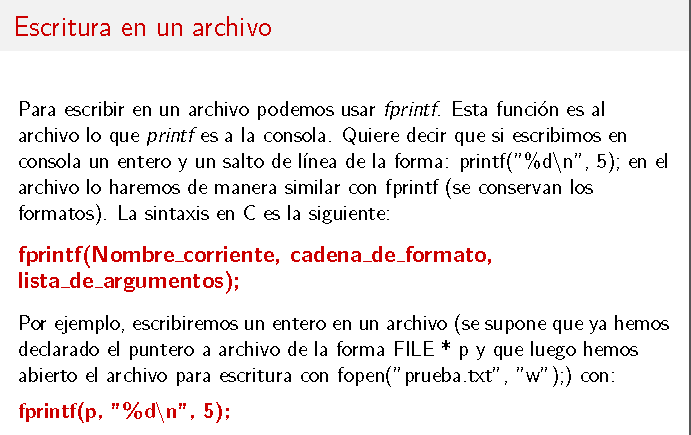 Escritura en un archivo
Para escribir en un archivo podemos usar fprintf. Esta función es al
archivo lo que printf es a la consola. Quiere decir que si escribimos en
consola un entero y un salto de línea de la forma: printf("%d\n", 5); en el
archivo lo haremos de manera similar con fprintf (se conservan los
formatos). La sintaxis en C es la siguiente:
fprintf(Nombre_corriente, cadena_de_formato,
lista_de_argumentos);
Por ejemplo, escribiremos un entero en un archivo (se supone que ya hemos
declarado el puntero a archivo de la forma FILE * p y que luego hemos
abierto el archivo para escritura con fopen("prueba.txt", "w");) con:
fprintf(p, "%d\n", 5);